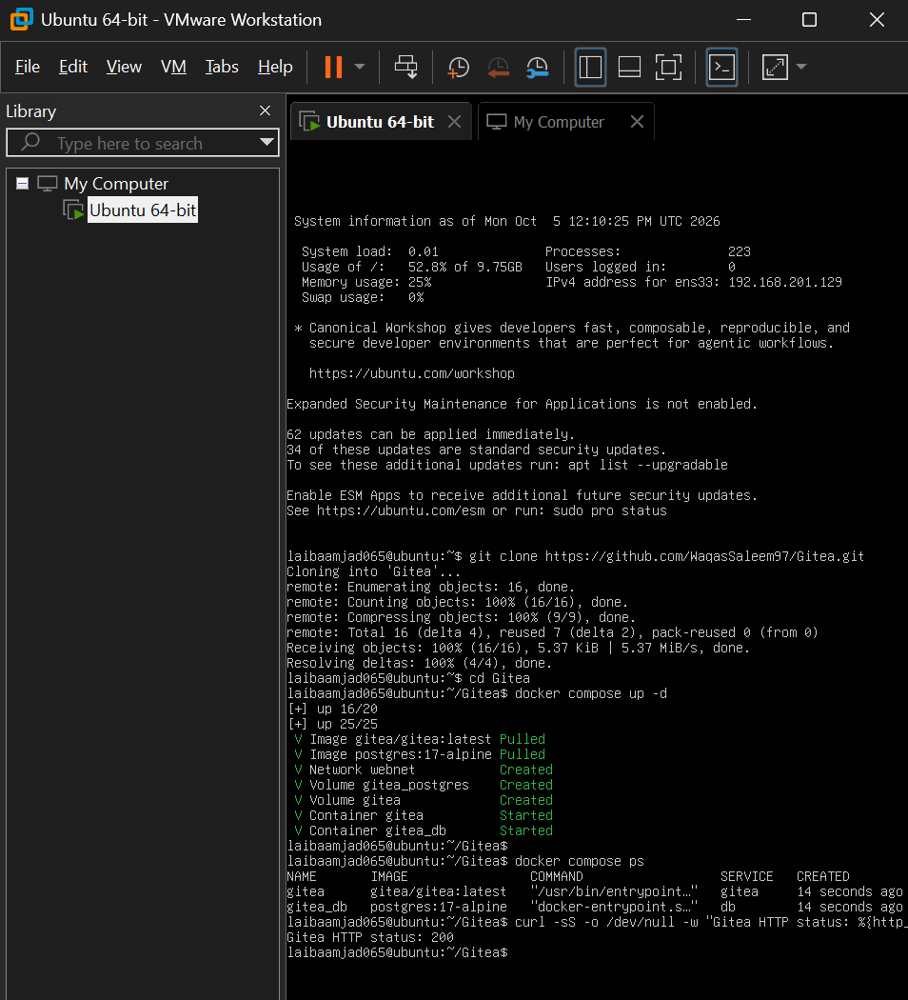 Ubuntu 64-bit - VMware Workstation
File Edit View VM Tabs Help
Library
Type here to search
My Computer
Ubuntu 64-bit
Ubuntu 64-bit
My Computer
System information as of Mon Oct  5 12:10:25 PM UTC 2026
System load:  0.01              Processes:              223
Usage of /:   52.8% of 9.75GB   Users logged in:        0
Memory usage: 25%               IPv4 address for ens33: 192.168.201.129
Swap usage:   0%
* Canonical Workshop gives developers fast, composable, reproducible, and
secure developer environments that are perfect for agentic workflows.
https://ubuntu.com/workshop
Expanded Security Maintenance for Applications is not enabled.
62 updates can be applied immediately.
34 of these updates are standard security updates.
To see these additional updates run: apt list --upgradable
Enable ESM Apps to receive additional future security updates.
See https://ubuntu.com/esm or run: sudo pro status
laibaamjad065@ubuntu:~$ git clone https://github.com/WaqasSaleem97/Gitea.git
Cloning into 'Gitea'...
remote: Enumerating objects: 16, done.
remote: Counting objects: 100% (16/16), done.
remote: Compressing objects: 100% (9/9), done.
remote: Total 16 (delta 4), reused 7 (delta 2), pack-reused 0 (from 0)
Receiving objects: 100% (16/16), 5.37 KiB | 5.37 MiB/s, done.
Resolving deltas: 100% (4/4), done.
laibaamjad065@ubuntu:~$ cd Gitea
laibaamjad065@ubuntu:~/Gitea$ docker compose up -d
[+] up 16/20
[+] up 25/25
V Image gitea/gitea:latest Pulled
V Image postgres:17-alpine Pulled
V Network webnet           Created
V Volume gitea_postgres    Created
V Volume gitea             Created
V Container gitea          Started
V Container gitea_db       Started
laibaamjad065@ubuntu:~/Gitea$
laibaamjad065@ubuntu:~/Gitea$ docker compose ps
NAME       IMAGE                COMMAND                  SERVICE   CREATED
gitea      gitea/gitea:latest   "/usr/bin/entrypoint…"   gitea     14 seconds ago
gitea_db   postgres:17-alpine   "docker-entrypoint.s…"   db        14 seconds ago
laibaamjad065@ubuntu:~/Gitea$ curl -sS -o /dev/null -w "Gitea HTTP status: %{http_
Gitea HTTP status: 200
laibaamjad065@ubuntu:~/Gitea$